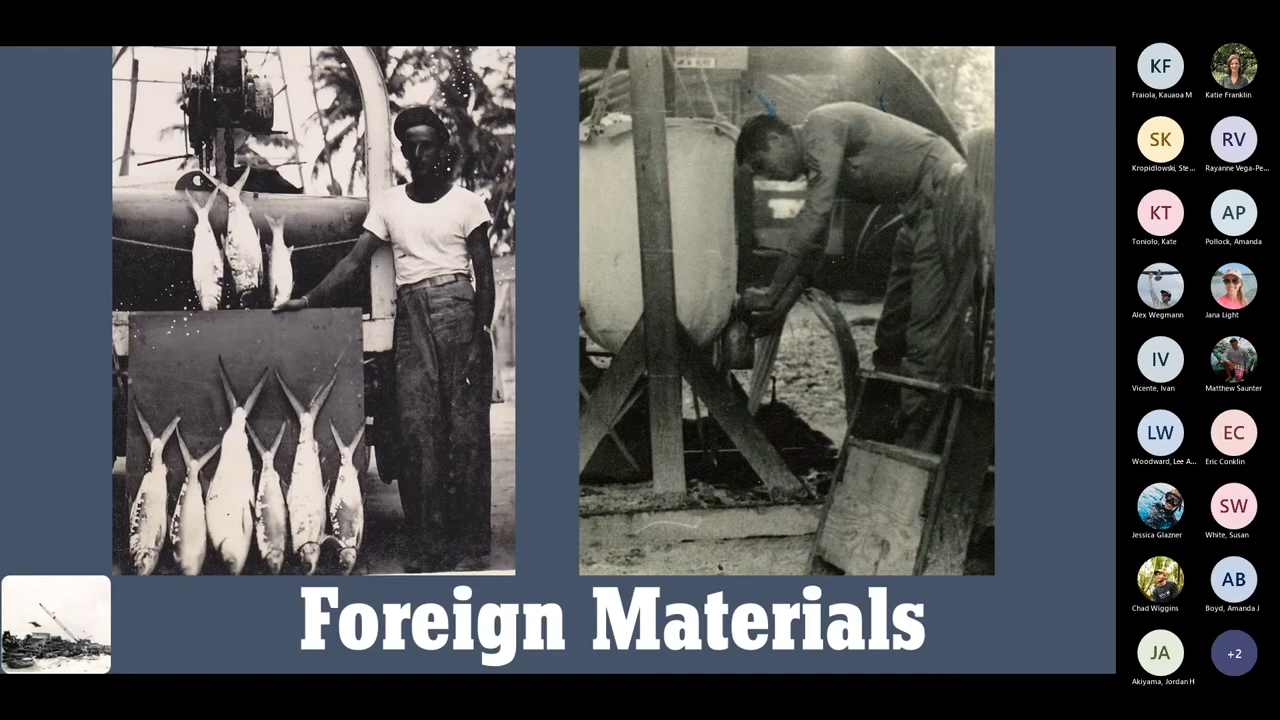 Foreign Materials
KF
Fraiola, Kauaoa M
Katie Franklin
SK
Kropidlowski, Ste...
RV
Rayanne Vega-Pe...
KT
Toniolo, Kate
AP
Pollock, Amanda
Alex Wegmann
Jana Light
IV
Vicente, Ivan
Matthew Saunter
LW
Woodward, Lee A...
EC
Eric Conklin
Jessica Glazner
SW
White, Susan
Chad Wiggins
AB
Boyd, Amanda J
JA
Akiyama, Jordan H
+2